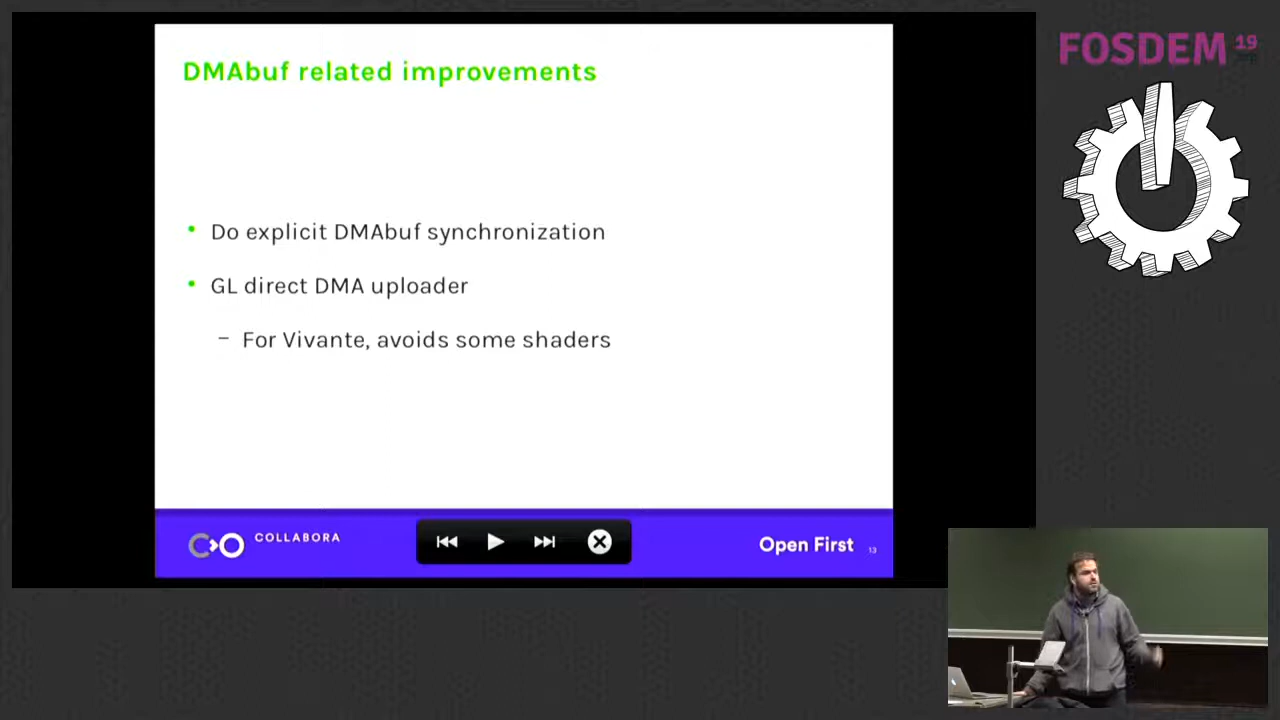 DMAbuf related improvements
FOSDEM 19
• Do explicit DMAbuf synchronization
• GL direct DMA uploader
– For Vivante, avoids some shaders
COLLABORA
Open First
13